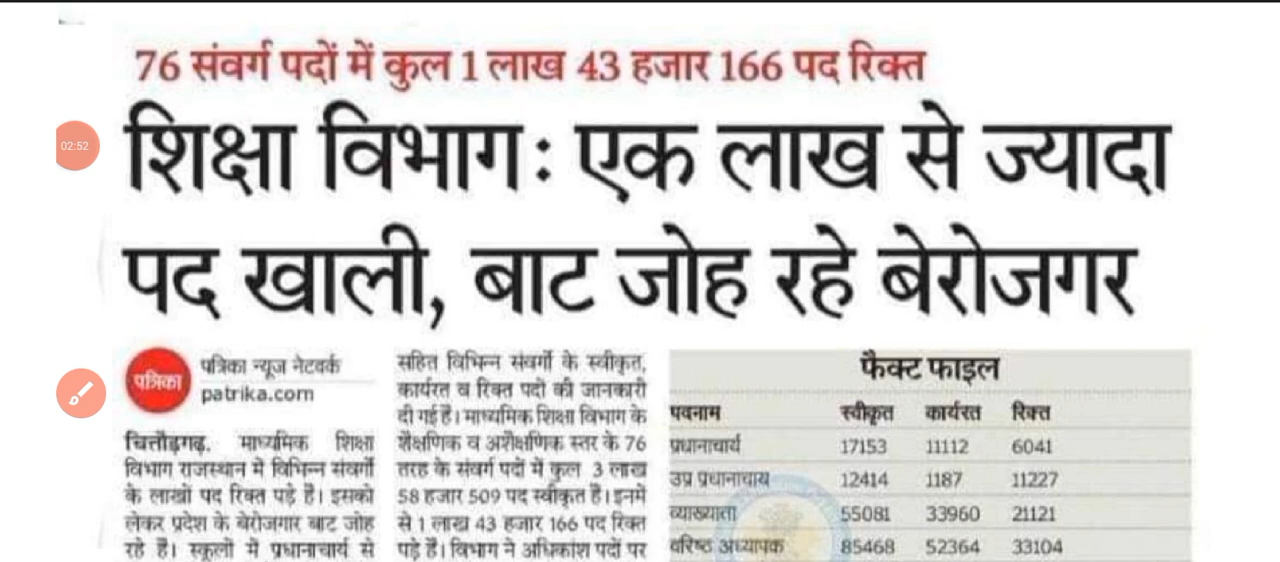 76 संवर्ग पदों में कुल 1 लाख 43 हजार 166 पद रिक्त
शिक्षा विभागः एक लाख से ज्यादा
पद खाली, बाट जोह रहे बेरोजगार
02:52
पत्रिका
पत्रिका न्यूज नेटवर्क
patrika.com
चित्तौड़गढ़. माध्यमिक शिक्षा
विभाग राजस्थान में विभिन्न संवर्गों
के लाखों पद रिक्त पड़े है। इसको
लेकर प्रदेश के बेरोजगार बाट जोह
रहे है। स्कूलों में प्रधानाचार्य से
सहित विभिन्न संवर्गों के स्वीकृत,
कार्यरत व रिक्त पदों की जानकारी
दी गई है। माध्यमिक शिक्षा विभाग के
शैक्षणिक व अशैक्षणिक स्तर के 76
तरह के संवर्ग पदों में कुल 3 लाख
58 हजार 509 पद स्वीकृत है। इनमें
से 1 लाख 43 हजार 166 पद रिक्त
पड़े है। विभाग ने अधिकांश पदों पर
फैक्ट फाइल
पदनाम स्वीकृत कार्यरत रिक्त
प्रधानाचार्य 17153 11112 6041
उप प्रधानाचाय 12414 1187 11227
व्याख्याता 55081 33960 21121
वरिष्ठ अध्यापक 85468 52364 33104